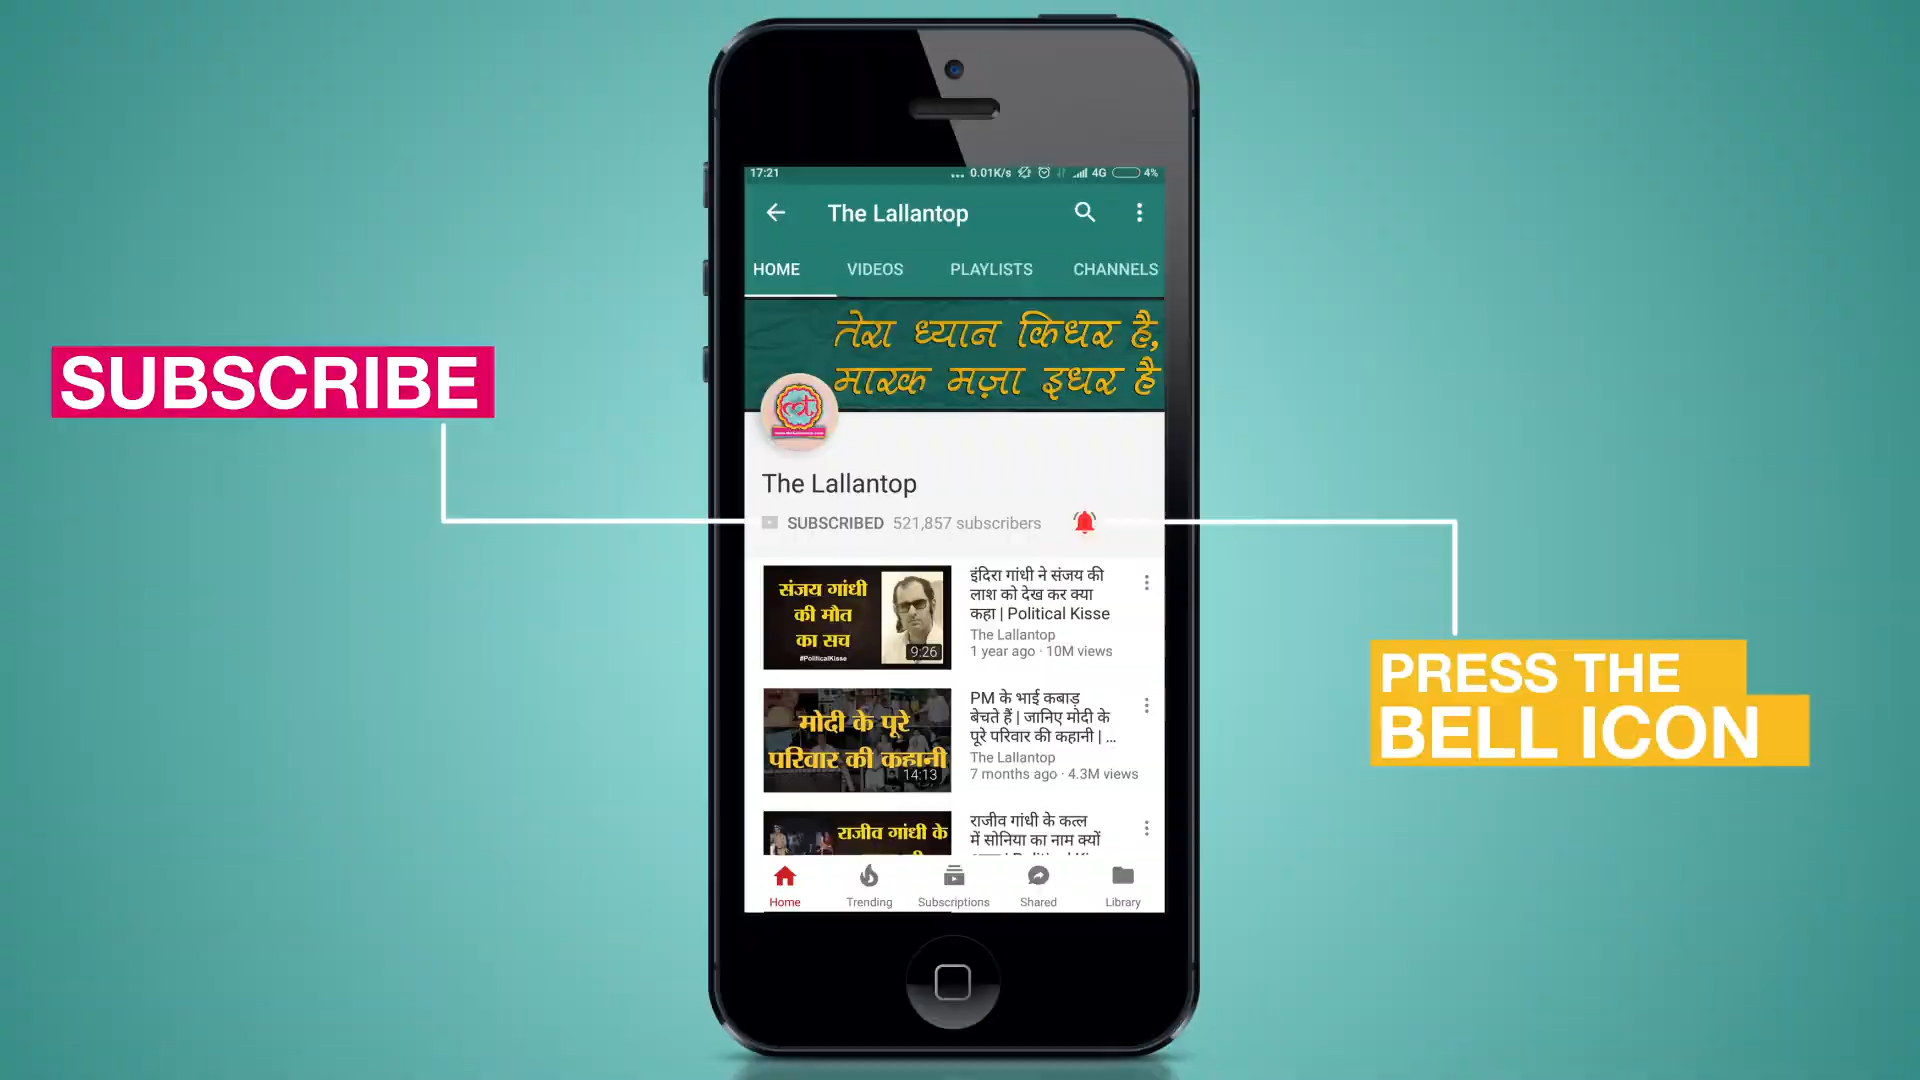 17:21 ... 0.01K/s 4G 4%
The Lallantop
HOME VIDEOS PLAYLISTS CHANNELS
तेरा ध्यान किधर है,
मारक मज़ा इधर है
SUBSCRIBE
The Lallantop
SUBSCRIBED 521,857 subscribers
संजय गांधी
की मौत
का सच
#PoliticalKisse
9:26
इंदिरा गांधी ने संजय की
लाश को देख कर क्या
कहा | Political Kisse
The Lallantop
1 year ago · 10M views
PRESS THE
BELL ICON
मोदी के पूरे
परिवार की कहानी
14:13
PM के भाई कबाड़
बेचते हैं | जानिए मोदी के
पूरे परिवार की कहानी | ...
The Lallantop
7 months ago · 4.3M views
राजीव गांधी के
राजीव गांधी के कत्ल
में सोनिया का नाम क्यों
Home Trending Subscriptions Shared Library